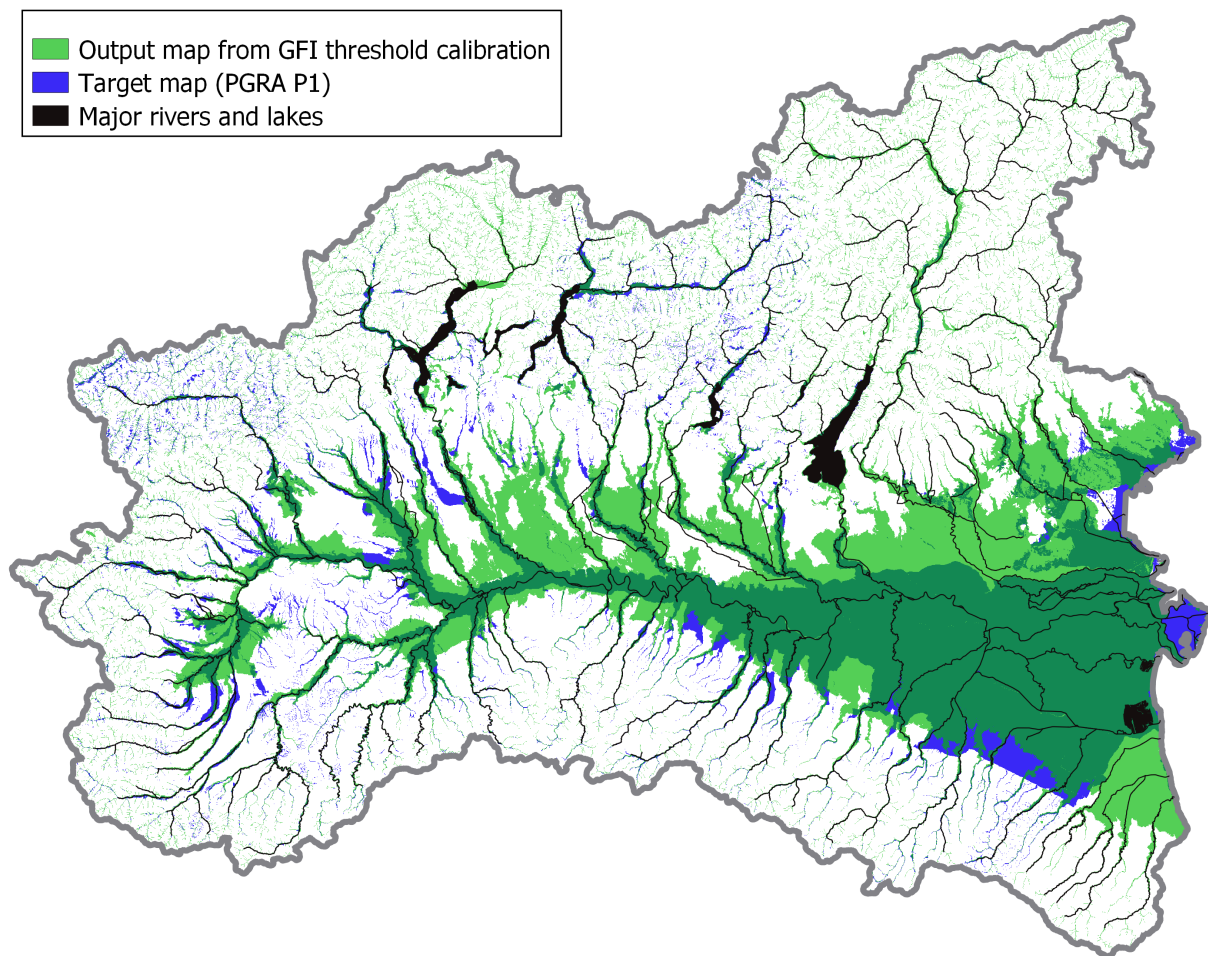 Output map from GFI threshold calibration
Target map (PGRA P1)
Major rivers and lakes